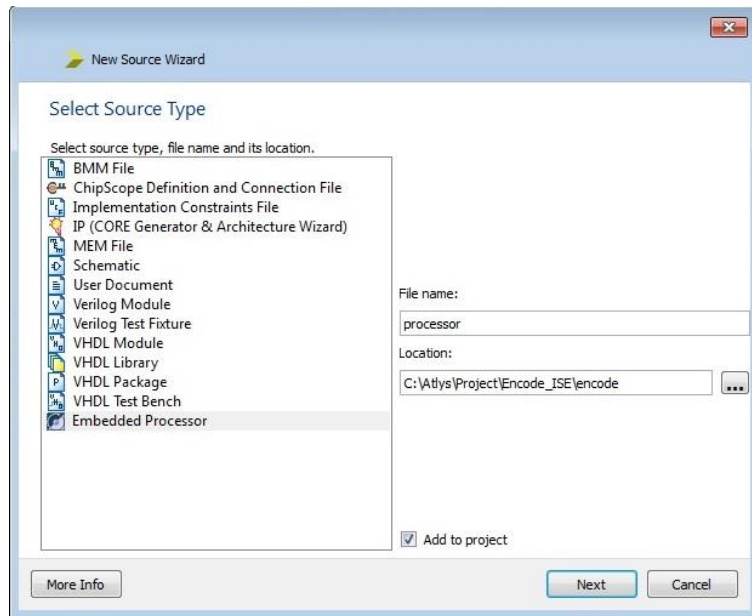 New Source Wizard
Select Source Type
Select source type, file name and its location.
BMM File
ChipScope Definition and Connection File
Implementation Constraints File
IP (CORE Generator & Architecture Wizard)
MEM File
Schematic
User Document
Verilog Module
Verilog Test Fixture
VHDL Module
VHDL Library
VHDL Package
VHDL Test Bench
Embedded Processor
File name:
processor
Location:
C:\Atlys\Project\Encode_ISE\encode
...
Add to project
More Info
Next
Cancel